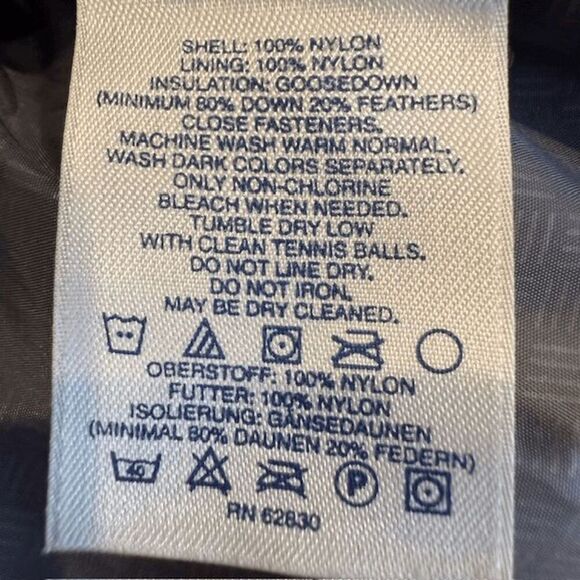 SHELL: 100% NYLON
LINING: 100% NYLON
INSULATION: GOOSEDOWN
(MINIMUM 80% DOWN 20% FEATHERS)
CLOSE FASTENERS.
MACHINE WASH WARM NORMAL.
WASH DARK COLORS SEPARATELY.
ONLY NON-CHLORINE
BLEACH WHEN NEEDED.
TUMBLE DRY LOW
WITH CLEAN TENNIS BALLS.
DO NOT LINE DRY.
DO NOT IRON.
MAY BE DRY CLEANED.
OBERSTOFF: 100% NYLON
FUTTER: 100% NYLON
ISOLIERUNG: GÄNSEDAUNEN
(MINIMAL 80% DAUNEN 20% FEDERN)
40 P
RN 62830